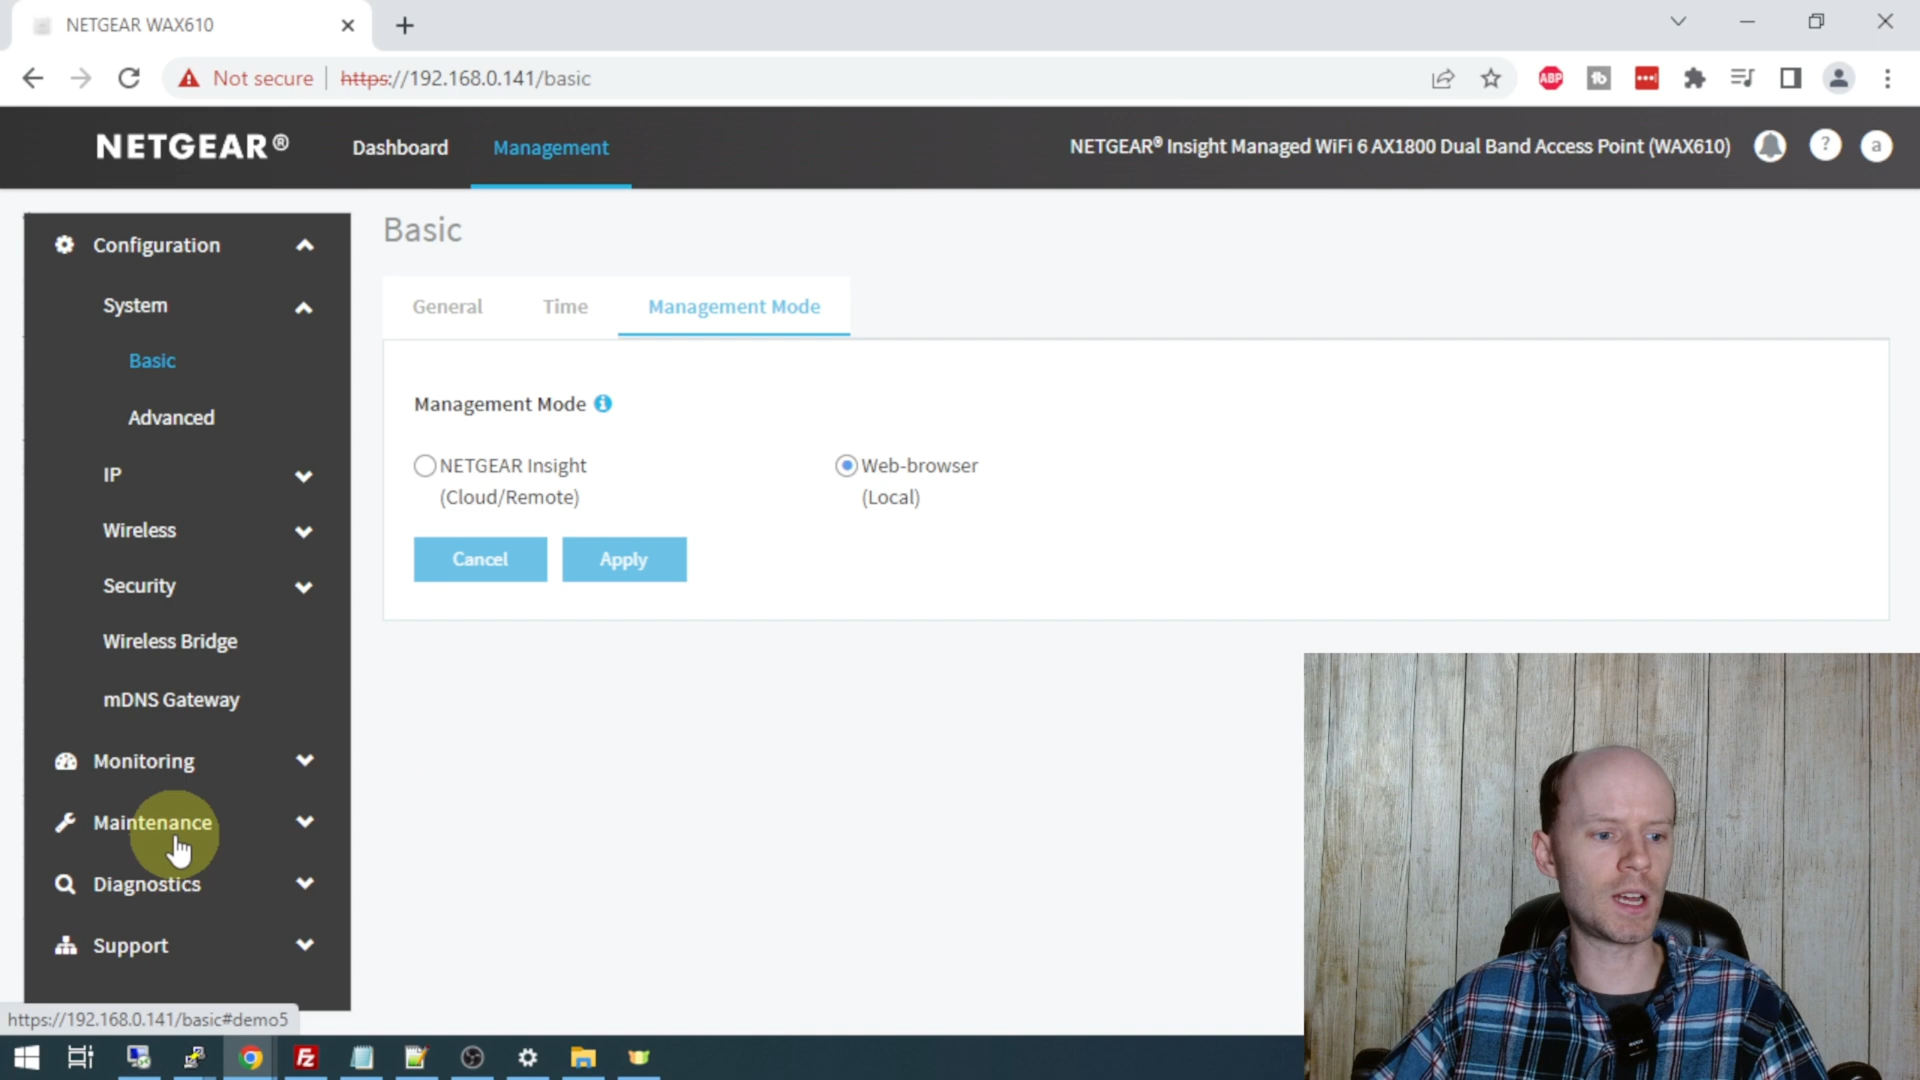 NETGEAR WAX610
Not secure
https://192.168.0.141/basic
ABP
NETGEAR®
Dashboard
Management
NETGEAR® Insight Managed WiFi 6 AX1800 Dual Band Access Point (WAX610)
?
a
Configuration
System
Basic
Advanced
IP
Wireless
Security
Wireless Bridge
mDNS Gateway
Monitoring
Maintenance
Diagnostics
Support
Basic
General
Time
Management Mode
Management Mode
NETGEAR Insight
(Cloud/Remote)
Web-browser
(Local)
Cancel
Apply
https://192.168.0.141/basic#demo5
FZ